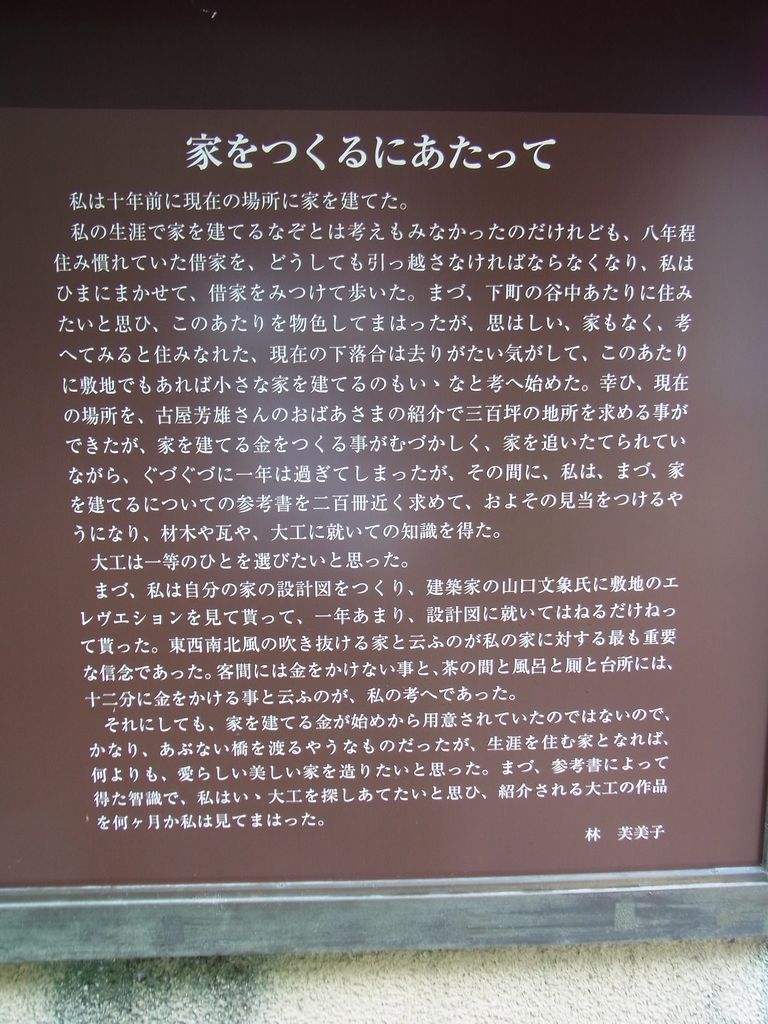 家をつくるにあたって
私は十年前に現在の場所に家を建てた。
私の生涯で家を建てるなぞとは考えもみなかったのだけれども、八年程
住み慣れていた借家を、どうしても引っ越さなければならなくなり、私は
ひまにまかせて、借家をみつけて歩いた。まづ、下町の谷中あたりに住み
たいと思ひ、このあたりを物色してまはったが、思はしい、家もなく、考
へてみると住みなれた、現在の下落合は去りがたい気がして、このあたり
に敷地でもあれば小さな家を建てるのもいゝなと考へ始めた。幸ひ、現在
の場所を、古屋芳雄さんのおばあさまの紹介で三百坪の地所を求める事が
できたが、家を建てる金をつくる事がむづかしく、家を追いたてられてい
ながら、ぐづぐづに一年は過ぎてしまったが、その間に、私は、まづ、家
を建てるについての参考書を二百冊近く求めて、およその見当をつけるや
うになり、材木や瓦や、大工に就いての知識を得た。
大工は一等のひとを選びたいと思った。
まづ、私は自分の家の設計図をつくり、建築家の山口文象氏に敷地のエ
レヴエションを見て貰って、一年あまり、設計図に就いてはねるだけねっ
て貰った。東西南北風の吹き抜ける家と云ふのが私の家に対する最も重要
な信念であった。客間には金をかけない事と、茶の間と風呂と厠と台所には、
十二分に金をかける事と云ふのが、私の考へであった。
それにしても、家を建てる金が始めから用意されていたのではないので、
かなり、あぶない橋を渡るやうなものだったが、生涯を住む家となれば、
何よりも、愛らしい美しい家を造りたいと思った。まづ、参考書によって
得た智識で、私はいゝ大工を探しあてたいと思ひ、紹介される大工の作品
を何ヶ月か私は見てまはった。
林 芙美子